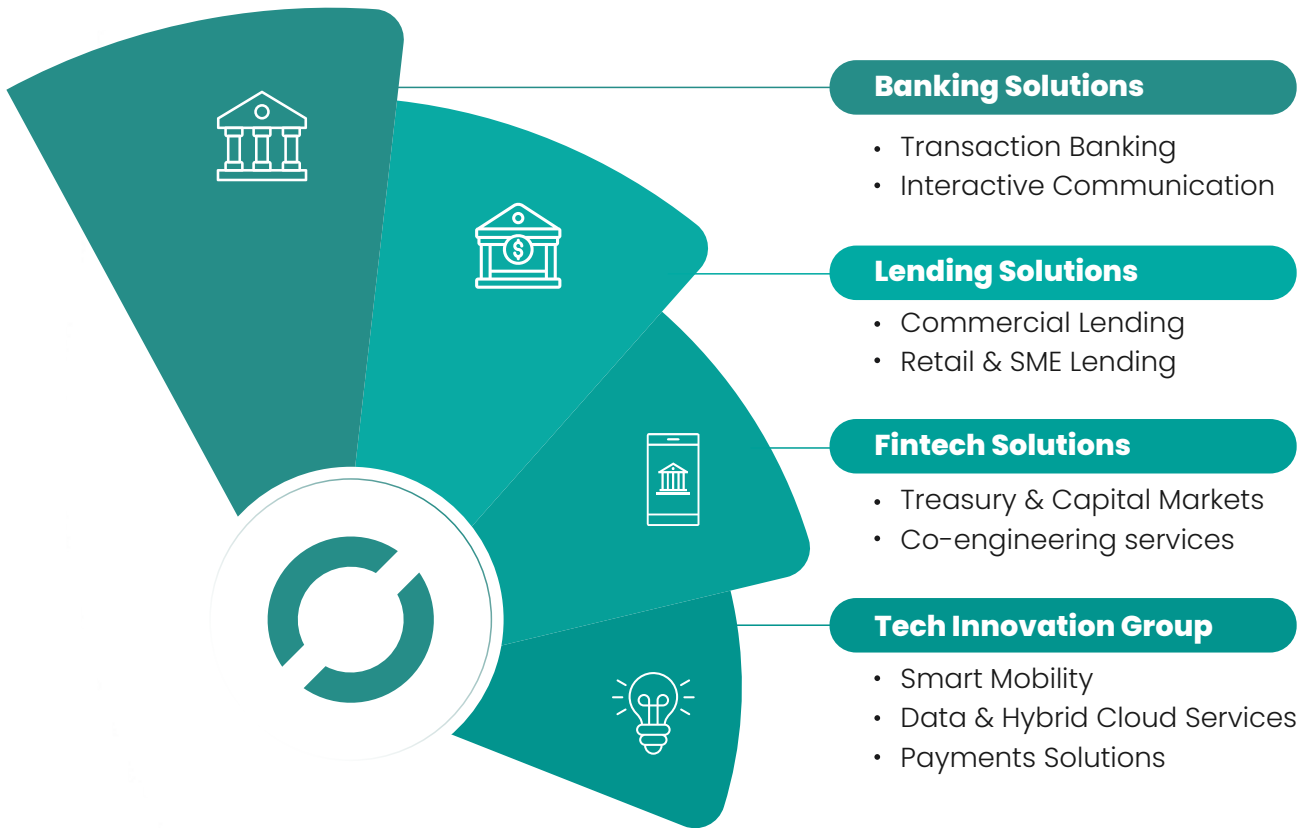 Banking Solutions
• Transaction Banking
• Interactive Communication
$
Lending Solutions
• Commercial Lending
• Retail & SME Lending
Fintech Solutions
• Treasury & Capital Markets
• Co-engineering services
Tech Innovation Group
• Smart Mobility
• Data & Hybrid Cloud Services
• Payments Solutions